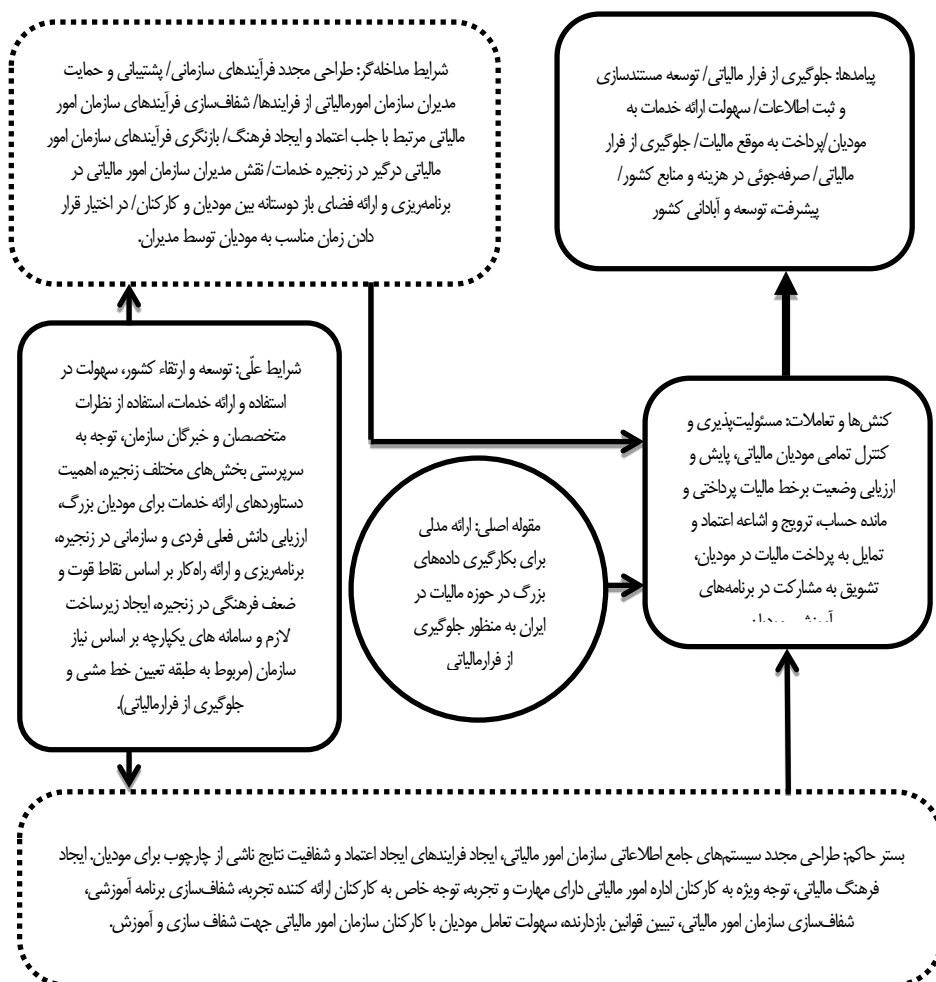 شرایط مداخله‌گر: طراحی مجدد فرآیندهای سازمانی/ پشتیبانی و حمایت
مدیران سازمان امورمالیاتی از فرایندها/ شفاف‌سازی فرآیندهای سازمان امور
مالیاتی مرتبط با جلب اعتماد و ایجاد فرهنگ/ بازنگری فرآیندهای سازمان امور
مالیاتی درگیر در زنجیره خدمات/ نقش مدیران سازمان امور مالیاتی در
برنامه‌ریزی و ارائه فضای باز دوستانه بین مودیان و کارکنان/ در اختیار قرار
دادن زمان مناسب به مودیان توسط مدیران.
پیامدها: جلوگیری از فرار مالیاتی/ توسعه مستندسازی
و ثبت اطلاعات/ سهولت ارائه خدمات به
مودیان/پرداخت به موقع مالیات/ جلوگیری از فرار
مالیاتی/ صرفه‌جوئی در هزینه و منابع کشور/
پیشرفت، توسعه و آبادانی کشور
شرایط علّی: توسعه و ارتقاء کشور، سهولت در
استفاده و ارائه خدمات، استفاده از نظرات
متخصصان و خبرگان سازمان، توجه به
سرپرستی بخش‌های مختلف زنجیره، اهمیت
دستاوردهای ارائه خدمات برای مودیان بزرگ،
ارزیابی دانش فعلی فردی و سازمانی در زنجیره،
برنامه‌ریزی و ارائه راه‌کار بر اساس نقاط قوت و
ضعف فرهنگی در زنجیره، ایجاد زیرساخت
لازم و سامانه های یکپارچه بر اساس نیاز
سازمان (مربوط به طبقه تعیین خط مشی و
جلوگیری از فرارمالیاتی).
مقوله اصلی: ارائه مدلی
برای بکارگیری داده‌های
بزرگ در حوزه مالیات در
ایران به منظور جلوگیری
از فرارمالیاتی
کنش‌ها و تعاملات: مسئولیت‌پذیری و
کنترل تمامی مودیان مالیاتی، پایش و
ارزیابی وضعیت برخط مالیات پرداختی و
مانده حساب، ترویج و اشاعه اعتماد و
تمایل به پرداخت مالیات در مودیان،
تشویق به مشارکت در برنامه‌های
بستر حاکم: طراحی مجدد سیستم‌های جامع اطلاعاتی سازمان امور مالیاتی، ایجاد فرایندهای ایجاد اعتماد و شفافیت نتایج ناشی از چارچوب برای مودیان. ایجاد
فرهنگ مالیاتی، توجه ویژه به کارکنان اداره امور مالیاتی دارای مهارت و تجربه، توجه خاص به کارکنان ارائه کننده تجربه، شفاف‌سازی برنامه آموزشی،
شفاف‌سازی سازمان امور مالیاتی، تبیین قوانین بازدارنده، سهولت تعامل مودیان با کارکنان سازمان امور مالیاتی جهت شفاف سازی و آموزش.